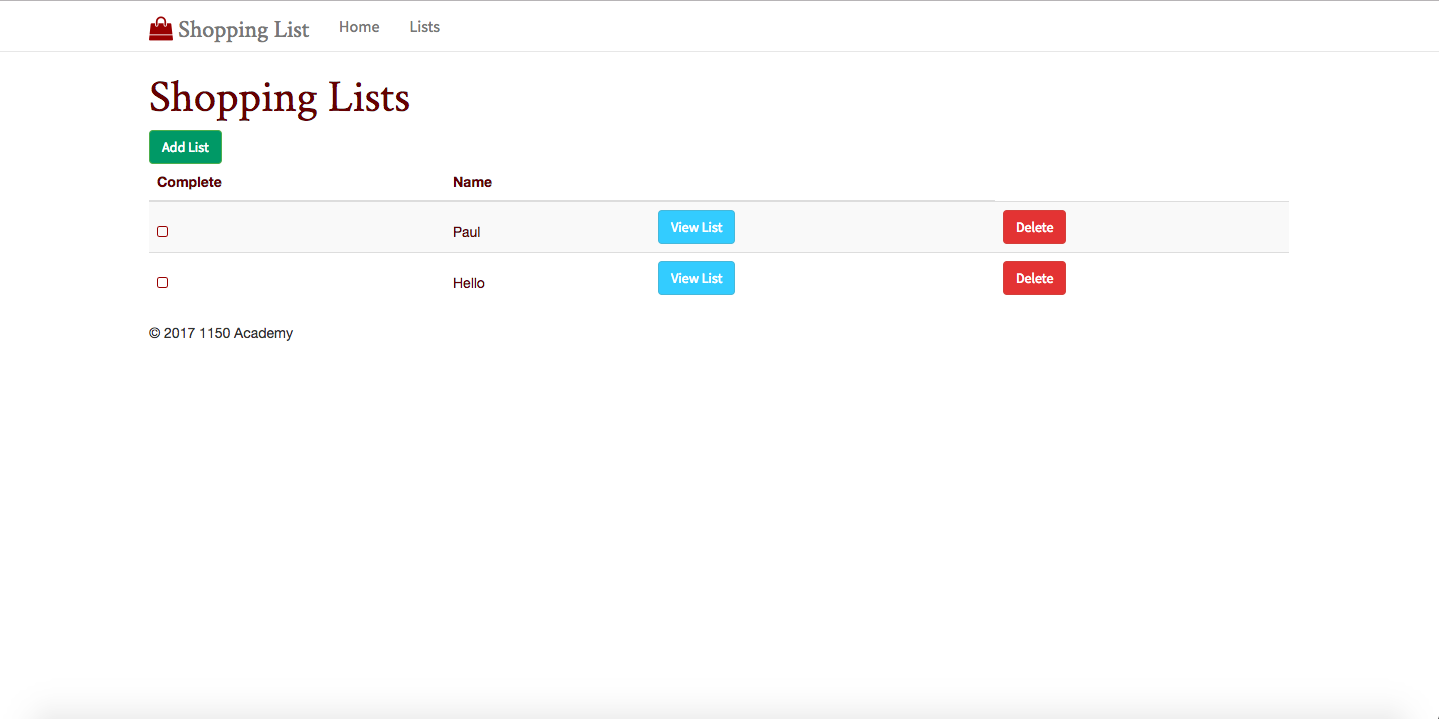 Shopping List Home Lists
Shopping Lists
Add List
Complete Name
Paul View List Delete
Hello View List Delete
© 2017 1150 Academy